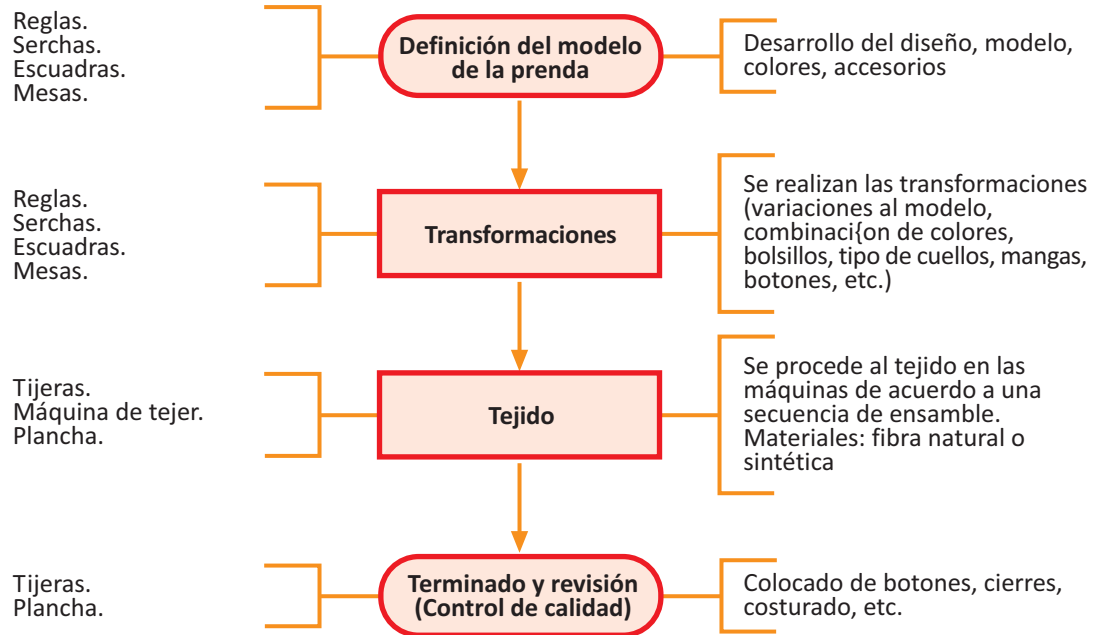 Reglas.
Serchas.
Escuadras.
Mesas.
Definición del modelo
de la prenda
Desarrollo del diseño, modelo,
colores, accesorios
Reglas.
Serchas.
Escuadras.
Mesas.
Transformaciones
Se realizan las transformaciones
(variaciones al modelo,
combinaci{on de colores,
bolsillos, tipo de cuellos, mangas,
botones, etc.)
Tijeras.
Máquina de tejer.
Plancha.
Tejido
Se procede al tejido en las
máquinas de acuerdo a una
secuencia de ensamble.
Materiales: fibra natural o
sintética
Tijeras.
Plancha.
Terminado y revisión
(Control de calidad)
Colocado de botones, cierres,
costurado, etc.